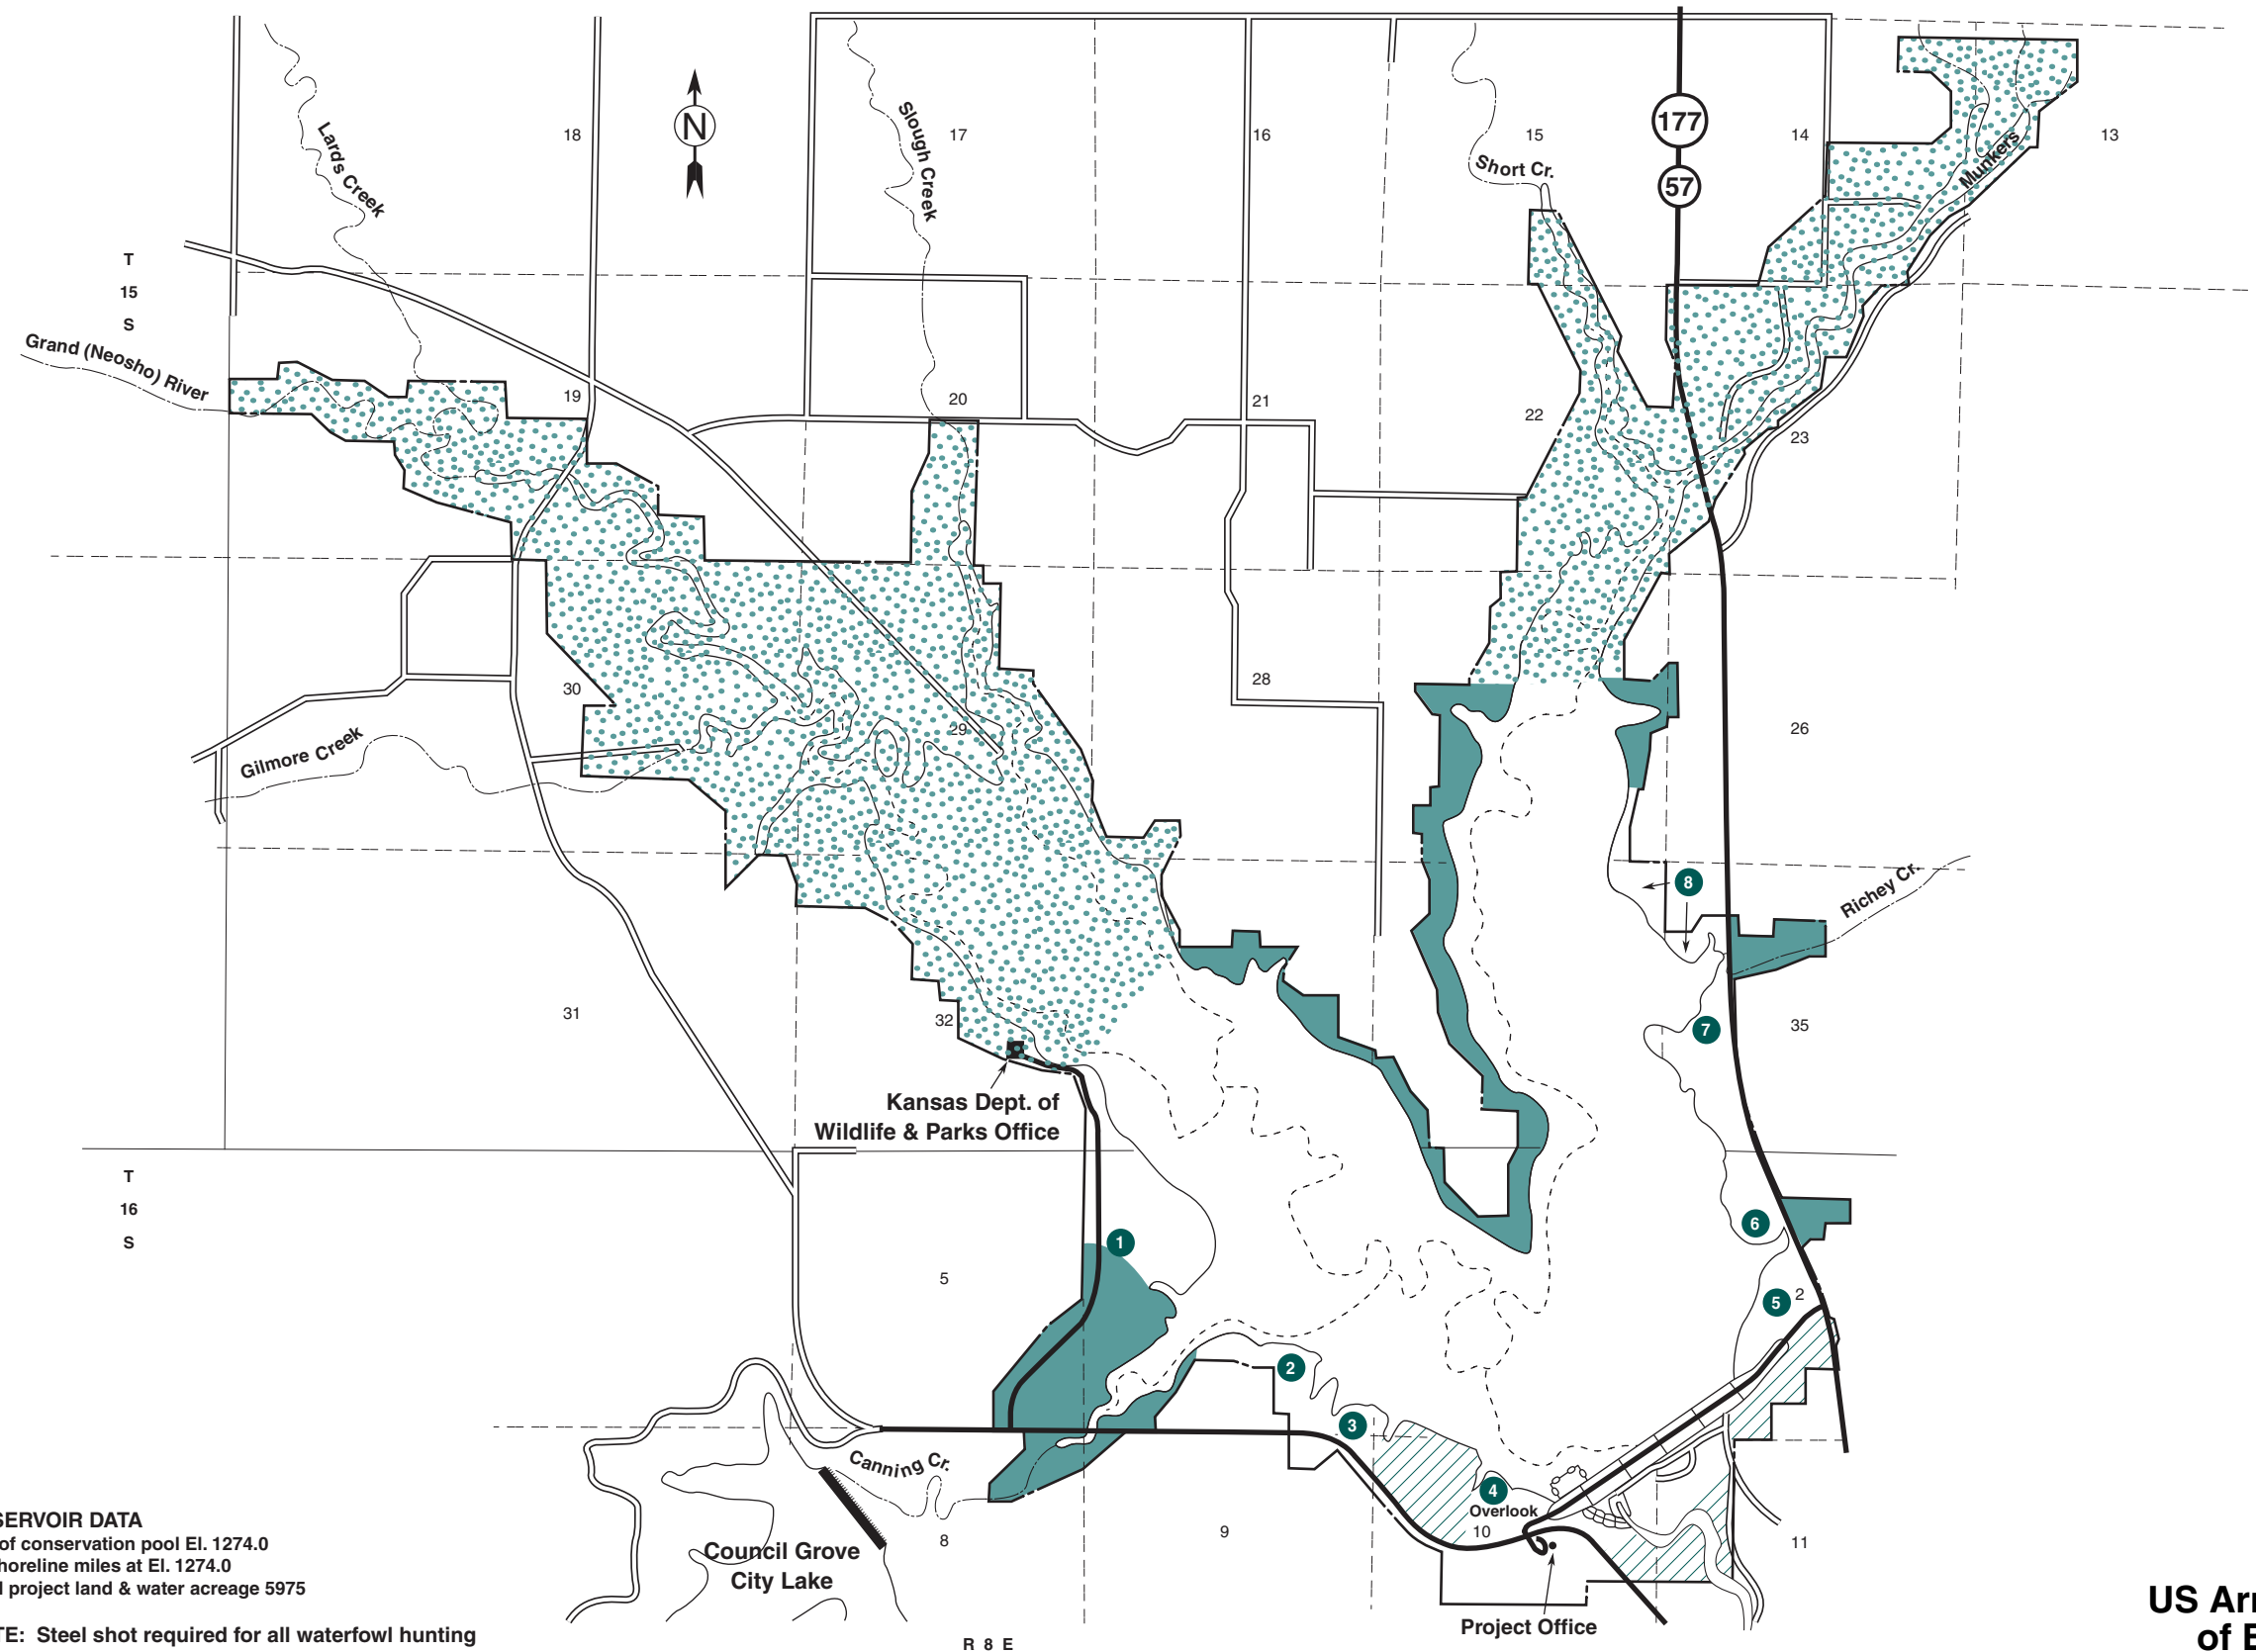 177
57
18
17
16
15
14
13
Lards Creek
Slough Creek
Short Cr.
Munkers
N
T
15
S
Grand (Neosho) River
19
20
21
22
23
30
29
28
26
Gilmore Creek
8
Richey Cr.
31
32
7
35
Kansas Dept. of
Wildlife & Parks Office
T
16
S
1
6
5
5
2
2
3
4
Overlook
10
Canning Cr.
8
9
11
Council Grove
City Lake
Project Office
SERVOIR DATA
of conservation pool El. 1274.0
horeline miles at El. 1274.0
l project land & water acreage 5975
TE: Steel shot required for all waterfowl hunting
R 8 E
US Arr
of E